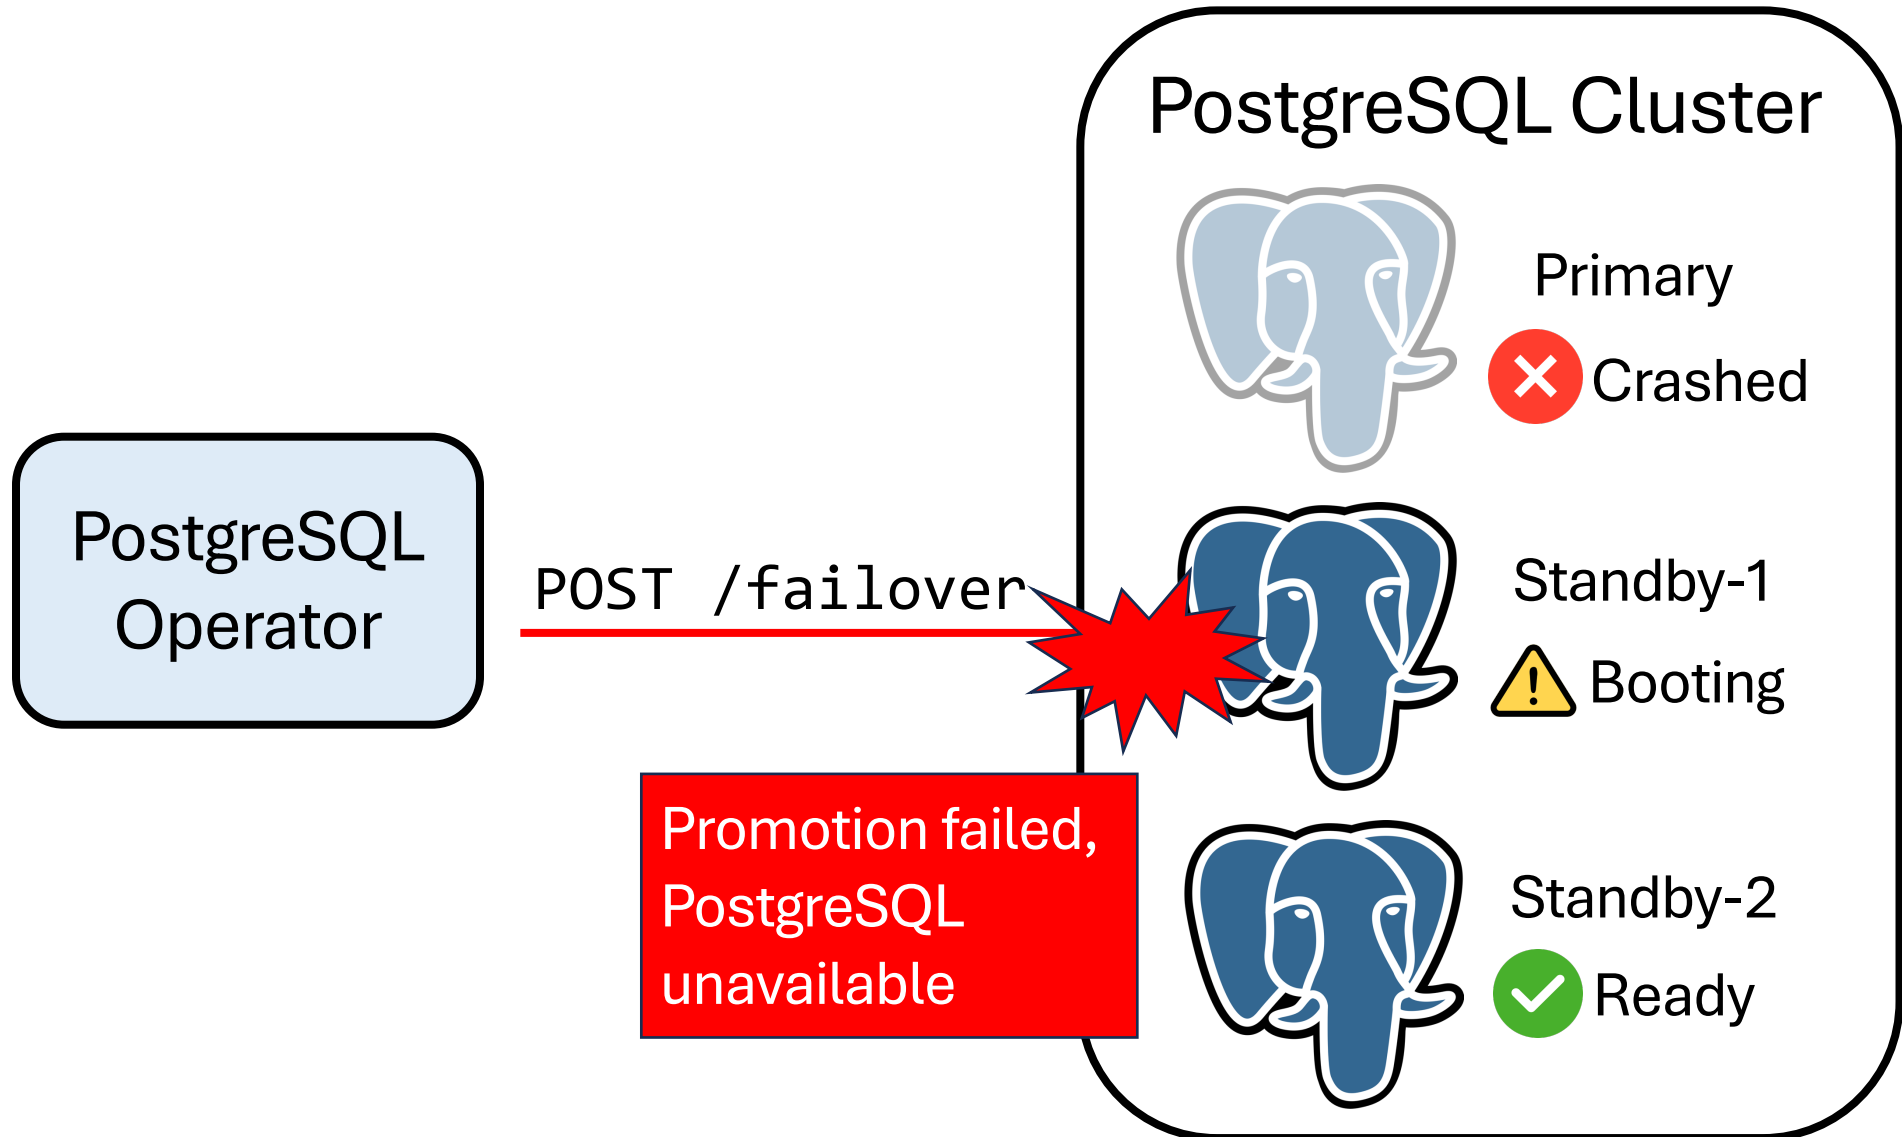 PostgreSQL Cluster
Primary
Crashed
PostgreSQL
Operator
POST /failover
Standby-1
Booting
Promotion failed,
PostgreSQL
unavailable
Standby-2
Ready